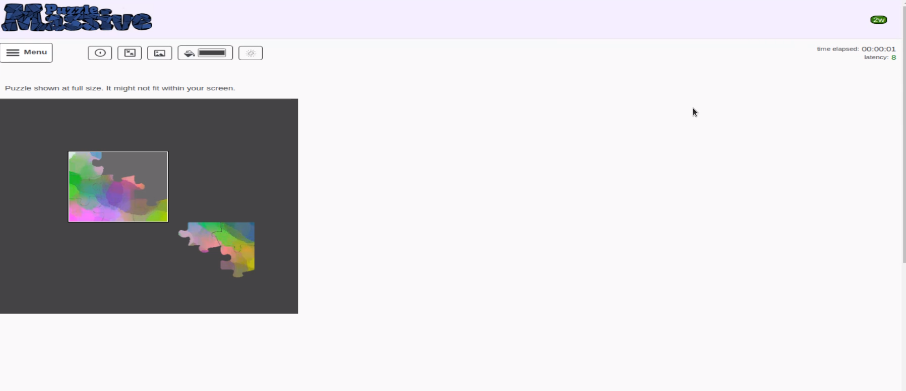 Puzzle
Massive
2w
Menu
time elapsed: 00:00:01
latency: 8
Puzzle shown at full size. It might not fit within your screen.